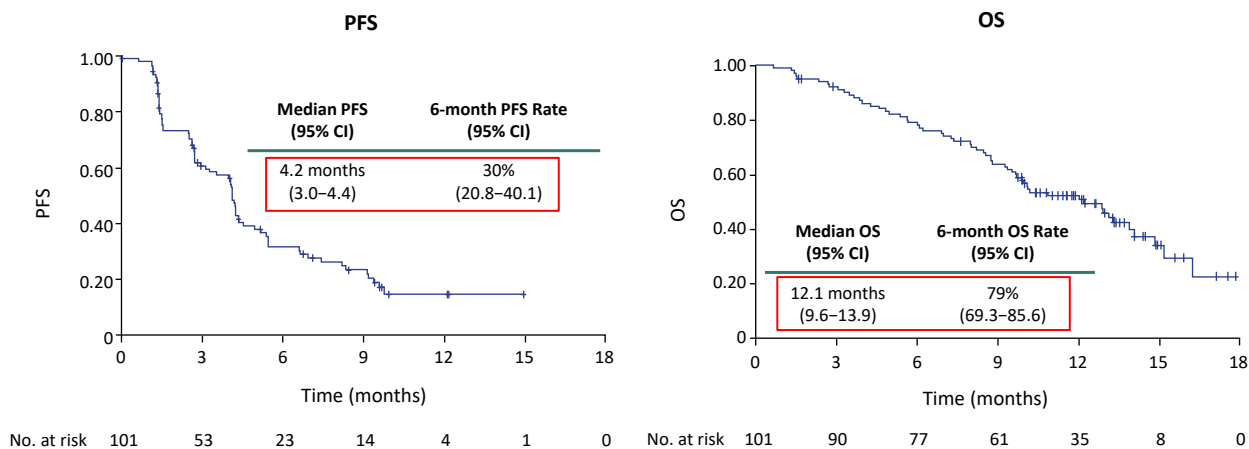 PFS
1.00
0.80
0.60
0.40
0.20
0
PFS
Median PFS 6-month PFS Rate
(95% CI) (95% CI)
4.2 months 30%
(3.0–4.4) (20.8–40.1)
0 3 6 9 12 15 18
Time (months)
No. at risk 101 53 23 14 4 1 0
OS
1.00
0.80
0.60
0.40
0.20
0
OS
Median OS 6-month OS Rate
(95% CI) (95% CI)
12.1 months 79%
(9.6–13.9) (69.3–85.6)
0 3 6 9 12 15 18
Time (months)
No. at risk 101 90 77 61 35 8 0